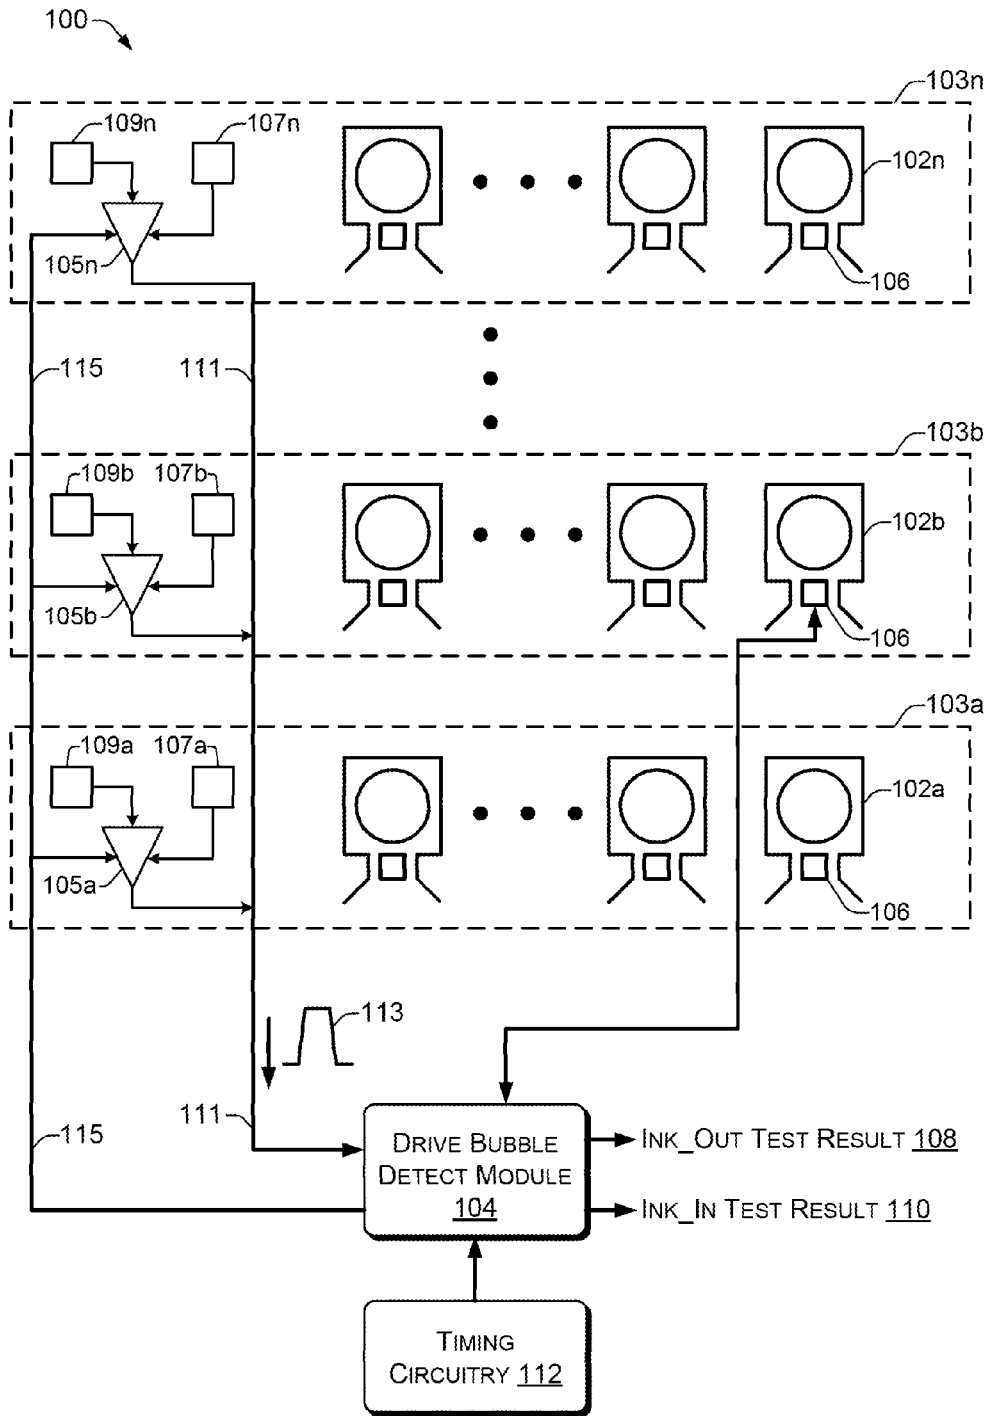 100
103n
109n
107n
102n
105n
106
115
111
103b
109b
107b
102b
105b
106
103a
109a
107a
102a
105a
106
113
111
115
DRIVE BUBBLE
DETECT MODULE
104
INK_OUT TEST RESULT 108
INK_IN TEST RESULT 110
TIMING
CIRCUITRY 112